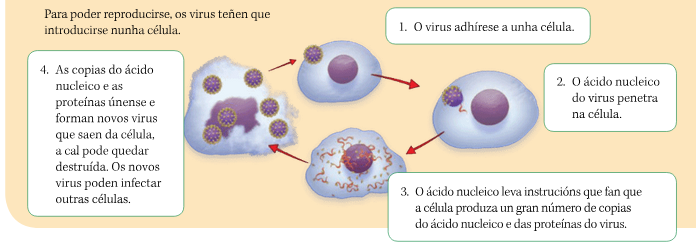 Para poder reproducirse, os virus teñen que
introducirse nunha célula.
1. O virus adhírese a unha célula.
2. O ácido nucleico
do virus penetra
na célula.
3. O ácido nucleico leva instrucións que fan que
a célula produza un gran número de copias
do ácido nucleico e das proteínas do virus.
4. As copias do ácido
nucleico e as
proteínas únense e
forman novos virus
que saen da célula,
a cal pode quedar
destruída. Os novos
virus poden infectar
outras células.